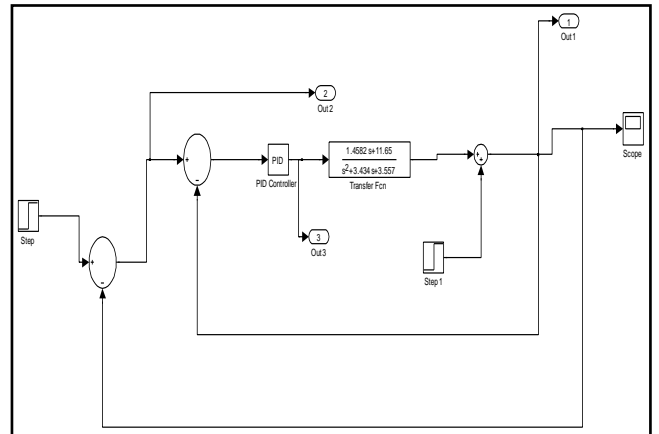 1
Out1
2
Out2
PID
PID Controller
1.4582 s+11.65
s2+3.434 s+3.557
Transfer Fcn
+
-
+
+
Scope
Step
+
-
3
Out3
Step 1